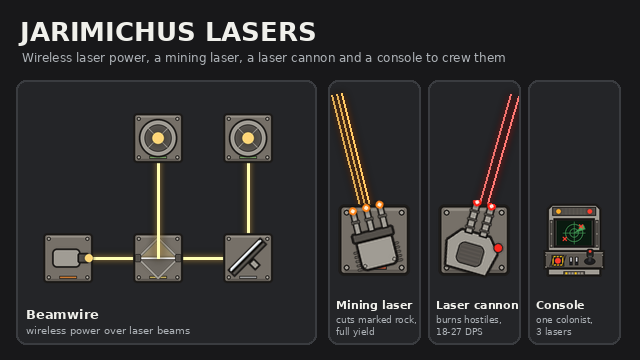 JARIMICHUS LASERS
Wireless laser power, a mining laser, a laser cannon and a console to crew them
Beamwire
wireless power over laser beams
Mining laser
cuts marked rock,
full yield
Laser cannon
burns hostiles,
18-27 DPS
Console
one colonist,
3 lasers